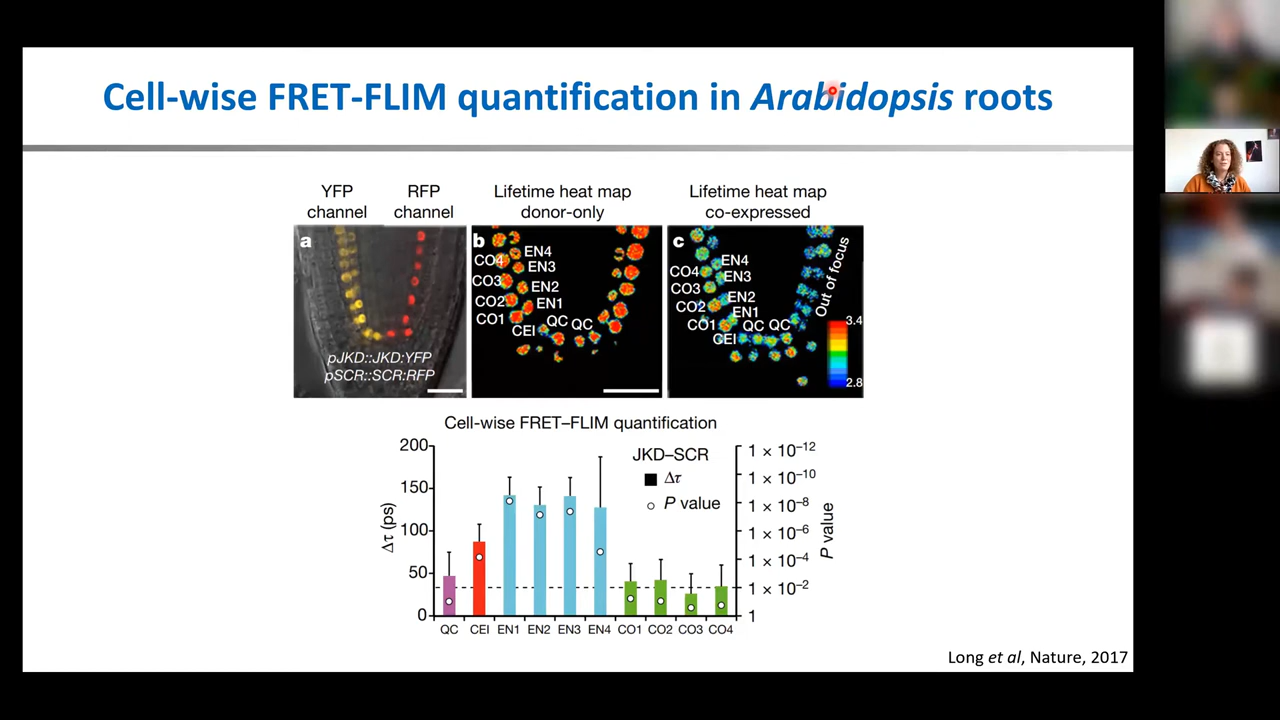 Cell-wise FRET-FLIM quantification in Arabidopsis roots
YFP channel
RFP channel
Lifetime heat map donor-only
Lifetime heat map co-expressed
a
pJKD::JKD:YFP
pSCR::SCR:RFP
b
CO4
EN4
EN3
CO3
EN2
CO2
EN1
CO1
CEI
QC
QC
c
EN4
CO4
EN3
CO3
EN2
CO2
EN1
CO1
QC
QC
CEI
Out of focus
3.4
2.8
Cell-wise FRET–FLIM quantification
200
150
100
50
0
Δτ (ps)
JKD–SCR
Δτ
P value
1 × 10–12
1 × 10–10
1 × 10–8
1 × 10–6
1 × 10–4
1 × 10–2
1
P value
QC CEI EN1 EN2 EN3 EN4 CO1 CO2 CO3 CO4
Long et al, Nature, 2017